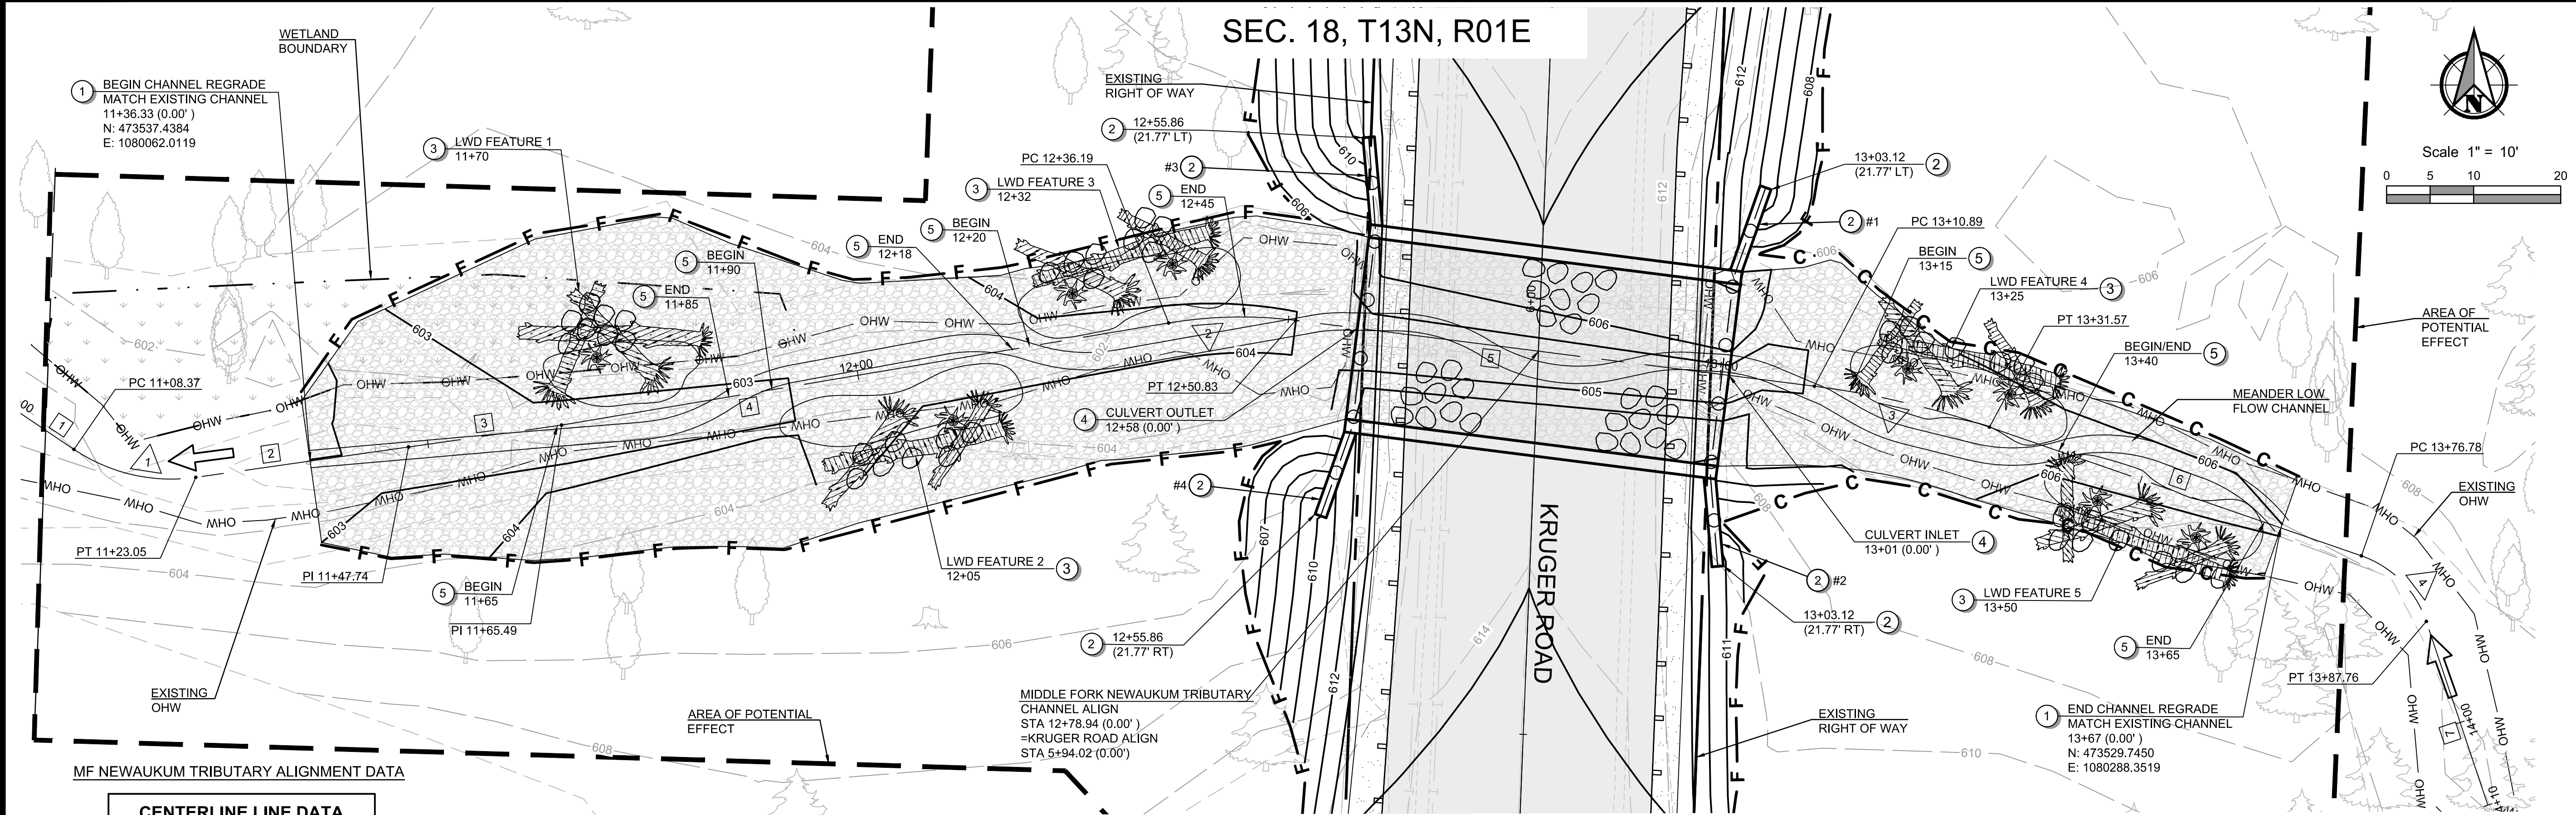 SEC. 18, T13N, R01E
WETLAND
BOUNDARY
1
BEGIN CHANNEL REGRADE
MATCH EXISTING CHANNEL
11+36.33 (0.00' )
N: 473537.4384
E: 1080062.0119
3 LWD FEATURE 1
11+70
EXISTING
RIGHT OF WAY
2 12+55.86
(21.77' LT)
#3 2
PC 12+36.19
3 LWD FEATURE 3
12+32
5 END
12+45
5 BEGIN
12+20
5 END
12+18
5 BEGIN
11+90
5 END
11+85
13+03.12
(21.77' LT) 2
2 #1
PC 13+10.89
BEGIN
13+15 5
LWD FEATURE 4
13+25 3
PT 13+31.57
BEGIN/END
13+40 5
MEANDER LOW
FLOW CHANNEL
AREA OF
POTENTIAL
EFFECT
N
Scale 1" = 10'
0 5 10 20
PC 13+76.78
EXISTING
OHW
PC 11+08.37
PT 12+50.83
4 CULVERT OUTLET
12+58 (0.00' )
#4 2
PT 11+23.05
PI 11+47.74
5 BEGIN
11+65
PI 11+65.49
LWD FEATURE 2
12+05 3
2 12+55.86
(21.77' RT)
CULVERT INLET
13+01 (0.00' ) 4
2 #2
13+03.12
(21.77' RT) 2
3 LWD FEATURE 5
13+50
5 END
13+65
PT 13+87.76
EXISTING
OHW
AREA OF POTENTIAL
EFFECT
MIDDLE FORK NEWAUKUM TRIBUTARY
CHANNEL ALIGN
STA 12+78.94 (0.00' )
=KRUGER ROAD ALIGN
STA 5+94.02 (0.00')
KRUGER ROAD
EXISTING
RIGHT OF WAY
1
END CHANNEL REGRADE
MATCH EXISTING CHANNEL
13+67 (0.00' )
N: 473529.7450
E: 1080288.3519
12+00
13+00
14+00
14+10
6+00
MF NEWAUKUM TRIBUTARY ALIGNMENT DATA
CENTERLINE LINE DATA